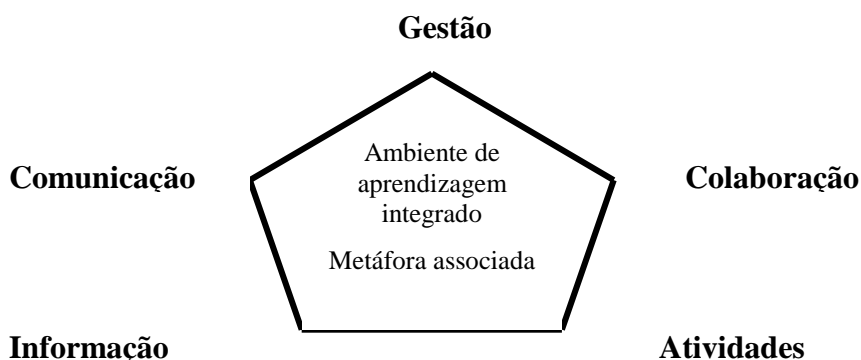 Gestão
Comunicação
Ambiente de
aprendizagem
integrado
Metáfora associada
Colaboração
Informação
Atividades